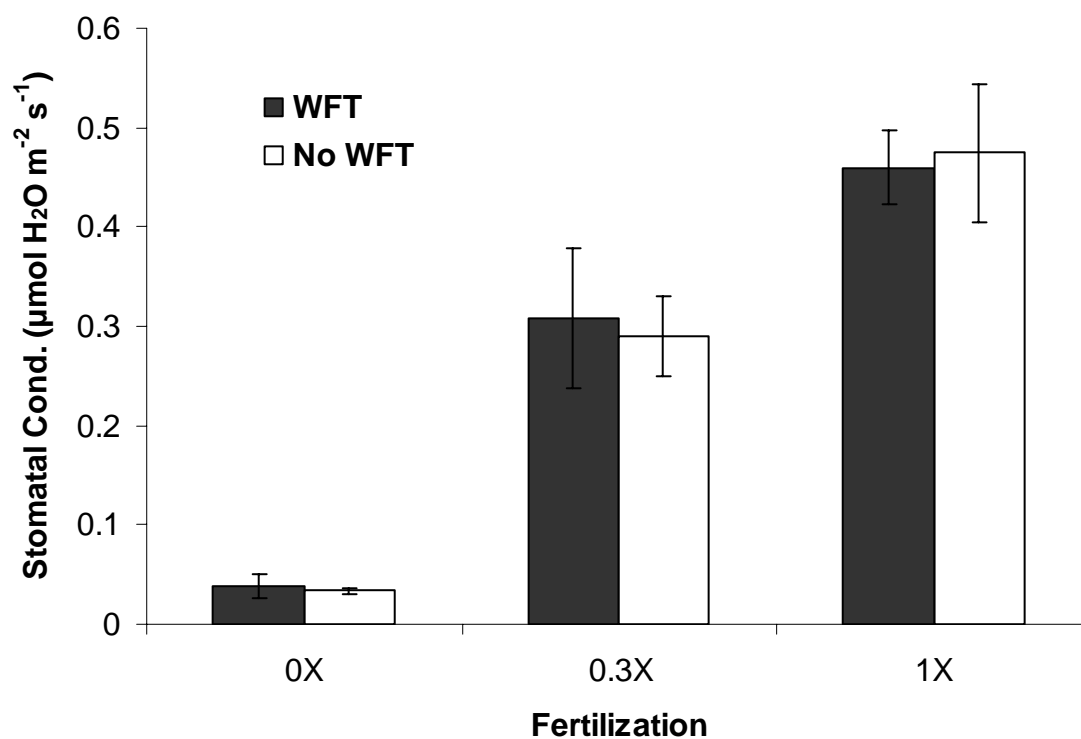 Stomatal Cond. (µmol H₂O m⁻² s⁻¹)
0.6
0.5
0.4
0.3
0.2
0.1
0
WFT
No WFT
0X
0.3X
1X
Fertilization